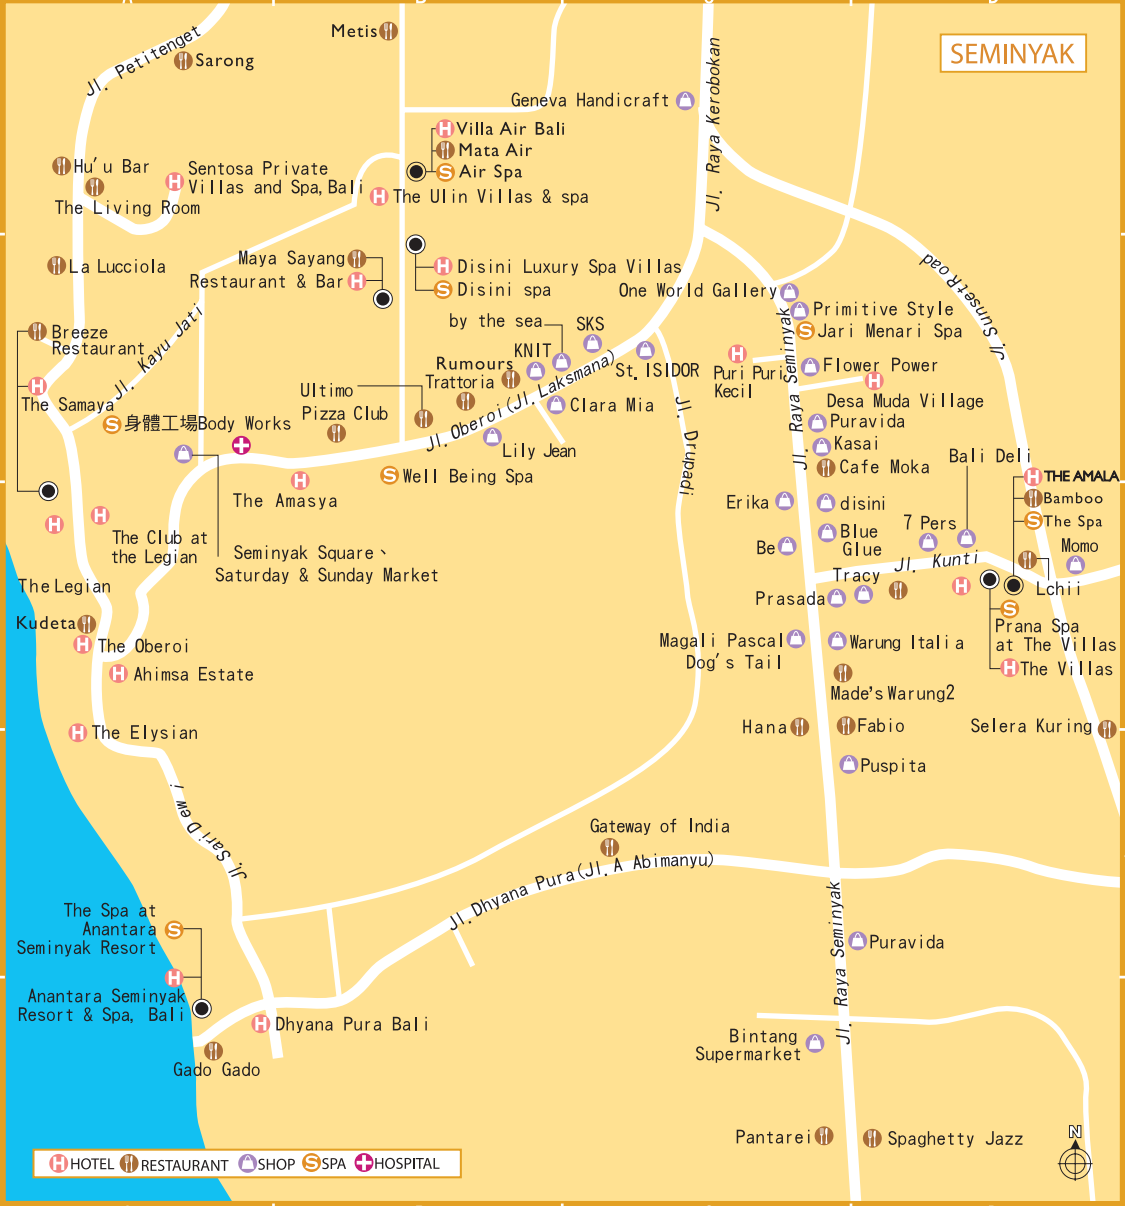 SEMINYAK
Metis
Sarong
Jl. Petitenget
Geneva Handicraft
Jl. Raya Kerobokan
Villa Air Bali
Mata Air
Air Spa
Hu'u Bar
Sentosa Private
Villas and Spa, Bali
The Living Room
The Ulin Villas & spa
La Lucciola
Maya Sayang
Restaurant & Bar
Disini Luxury Spa Villas
Disini spa
One World Gallery
Primitive Style
Jari Menari Spa
Jl. Sunset Road
by the sea
SKS
KNIT
St. ISIDOR
Breeze
Restaurant
Jl. Kayu Jati
The Samaya
Rumours
Trattoria
Ultimo
Pizza Club
Jl. Oberoi (Jl. Laksmana)
Clara Mia
Lily Jean
Puri Puri
Kecil
Jl. Raya Seminyak
Flower Power
Desa Muda Village
Puravida
Kasai
Cafe Moka
Jl. Drupadi
身體工場Body Works
The Amasya
Well Being Spa
The Club at
the Legian
Seminyak Square、
Saturday & Sunday Market
Erika
disini
Be
Blue
Glue
Bali Deli
7 Pers
THE AMALA
Bamboo
The Spa
Momo
Lchii
Jl. Kunti
Tracy
Prasada
Prana Spa
at The Villas
The Villas
The Legian
Kudeta
The Oberoi
Ahimsa Estate
The Elysian
Magali Pascal
Dog's Tail
Warung Italia
Made's Warung2
Hana
Fabio
Selera Kuring
Puspita
Jl. Sari Dew i
Gateway of India
Jl. Dhyana Pura (Jl. A Abimanyu)
The Spa at
Anantara
Seminyak Resort
Anantara Seminyak
Resort & Spa, Bali
Dhyana Pura Bali
Gado Gado
Jl. Raya Seminyak
Puravida
Bintang
Supermarket
Pantarei
Spaghetty Jazz
N
H HOTEL RESTAURANT SHOP S SPA HOSPITAL